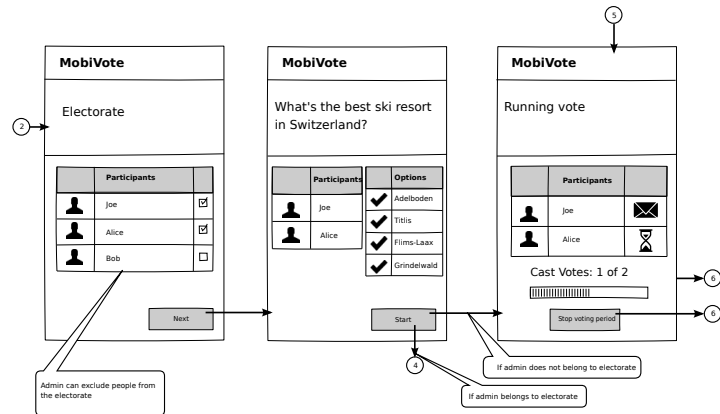 5
MobiVote
MobiVote
MobiVote
Electorate
What's the best ski resort
in Switzerland?
Running vote
2
Participants
Joe
Alice
Bob
Participants
Joe
Alice
Options
Adelboden
Titlis
Flims-Laax
Grindelwald
Participants
Joe
Alice
Cast Votes: 1 of 2
6
Next
Start
Stop voting period
6
4
If admin does not belong to electorate
Admin can exclude people from
the electorate
If admin belongs to electorate